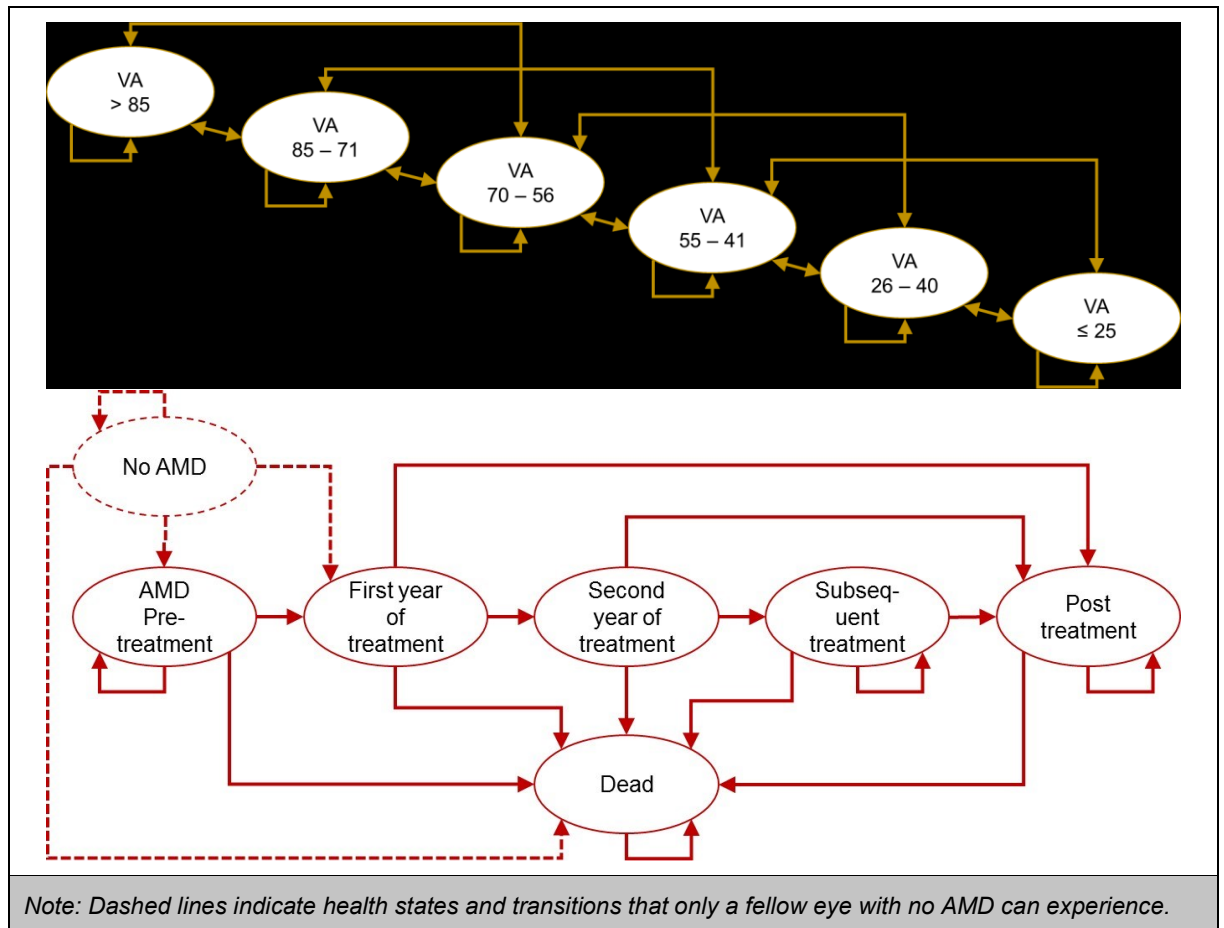 VA
> 85
VA
85 – 71
VA
70 – 56
VA
55 – 41
VA
26 – 40
VA
≤ 25
No AMD
AMD
Pre-
treatment
First year
of
treatment
Second
year of
treatment
Subseq-
uent
treatment
Post
treatment
Dead
Note: Dashed lines indicate health states and transitions that only a fellow eye with no AMD can experience.